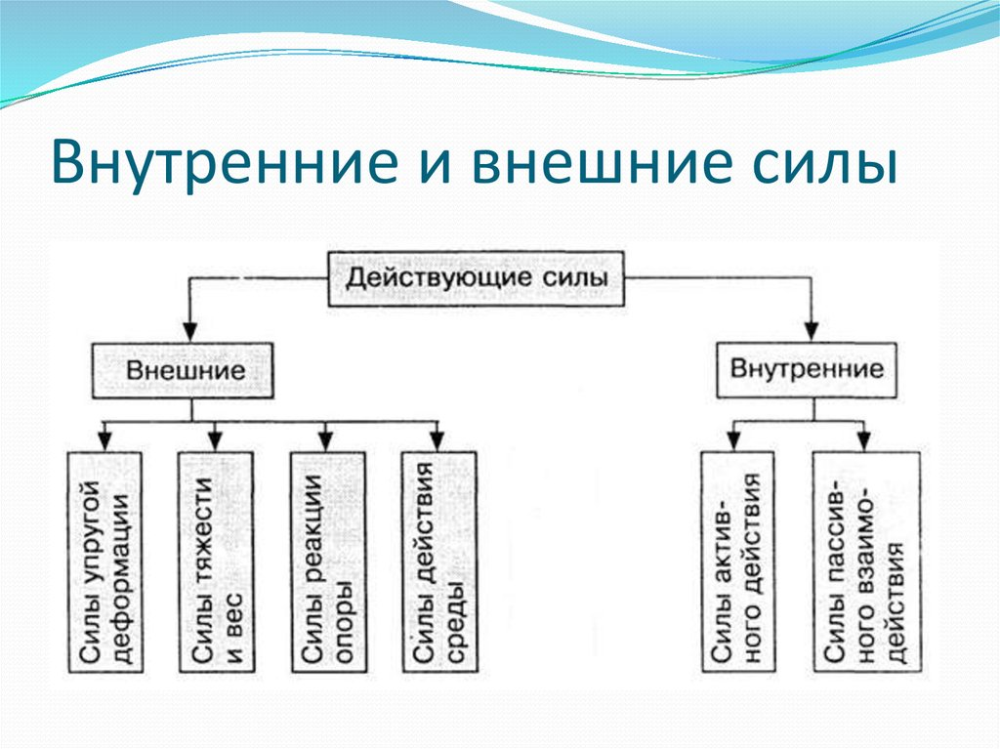 Внутренние и внешние силы
Действующие силы
Внешние
Внутренние
Силы упругой
деформации
Силы тяжести
и вес
Силы реакции
опоры
Силы действия
среды
Силы актив-
ного действия
Силы пассив-
ного взаимо-
действия